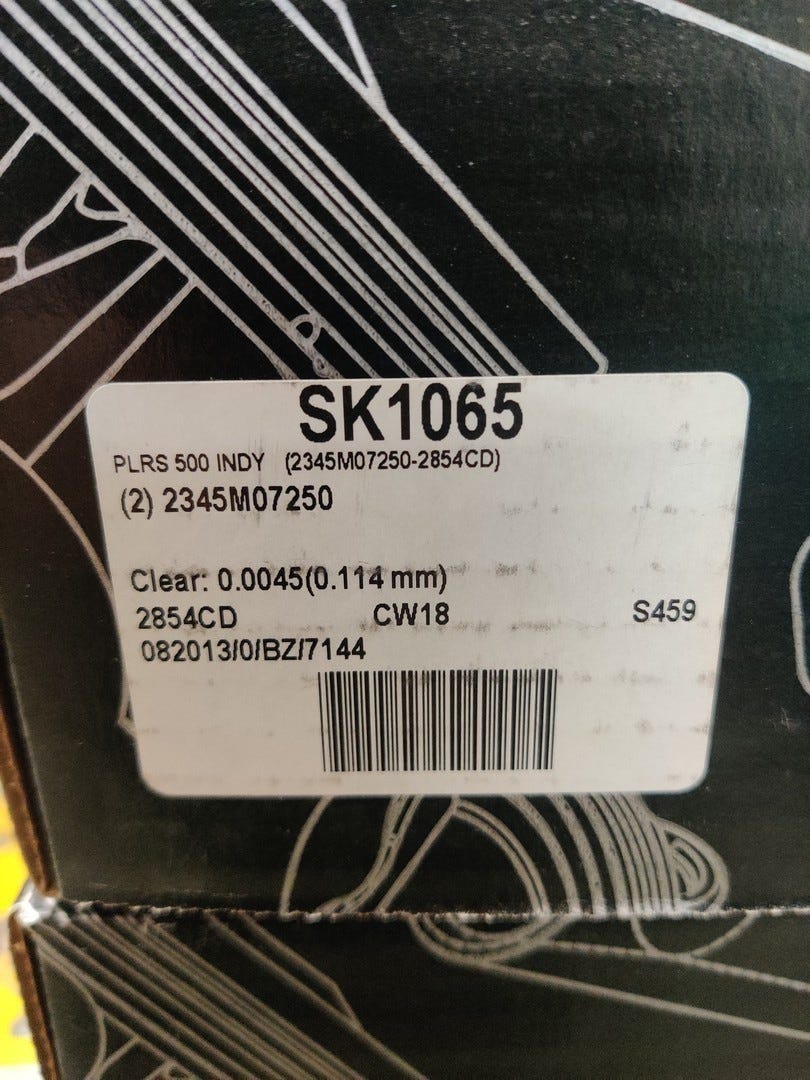 SK1065
PLRS 500 INDY (2345M07250-2854CD)
(2) 2345M07250
Clear: 0.0045(0.114 mm)
2854CD CW18 S459
082013/0/BZ/7144